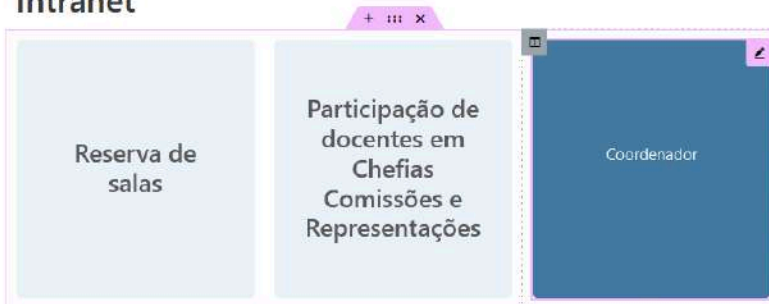 Intranet
Reserva de
salas
Participação de
docentes em
Chefias
Comissões e
Representações
Coordenador